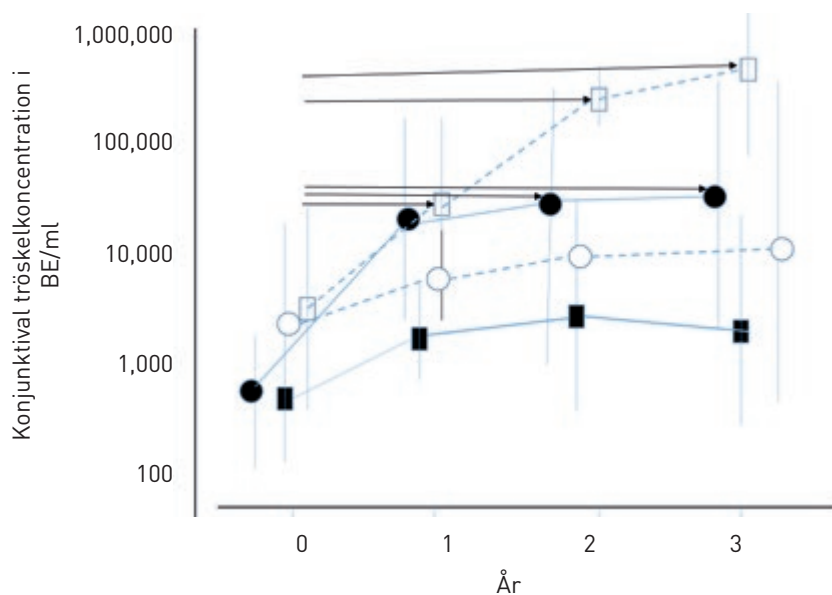 Konjunktival tröskelkoncentration i
BE/ml
1,000,000
100,000
10,000
1,000
100
0 1 2 3
År